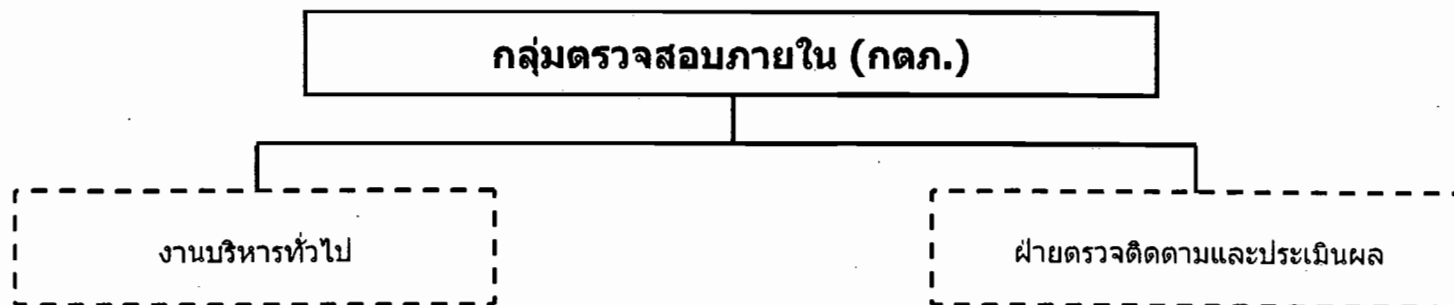 กลุ่มตรวจสอบภายใน (กตภ.)
งานบริหารทั่วไป
ฝ่ายตรวจติดตามและประเมินผล